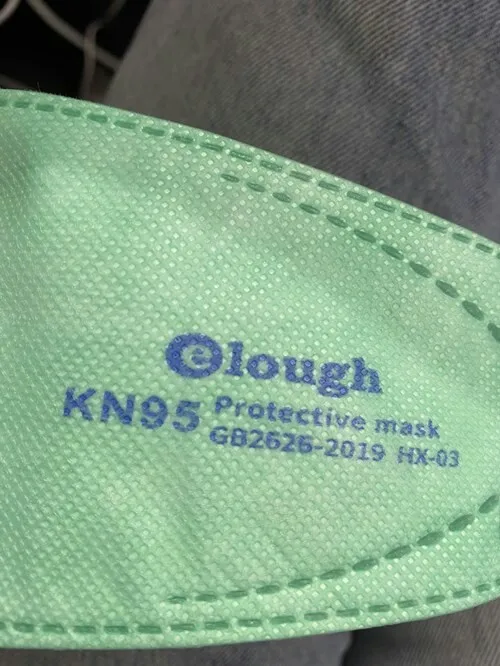 elough
KN95 Protective mask
GB2626-2019 HX-03